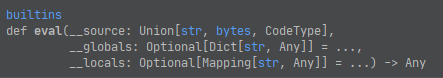 builtins
def eval(__source: Union[str, bytes, CodeType],
__globals: Optional[Dict[str, Any]] = ...,
__locals: Optional[Mapping[str, Any]] = ...) -> Any